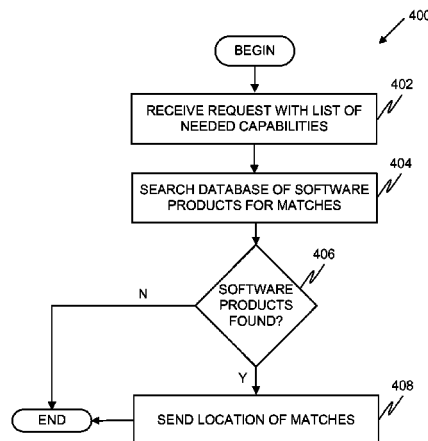 400
BEGIN
RECEIVE REQUEST WITH LIST OF
NEEDED CAPABILITIES
402
SEARCH DATABASE OF SOFTWARE
PRODUCTS FOR MATCHES
404
406
SOFTWARE
PRODUCTS
FOUND?
N
Y
408
END
SEND LOCATION OF MATCHES